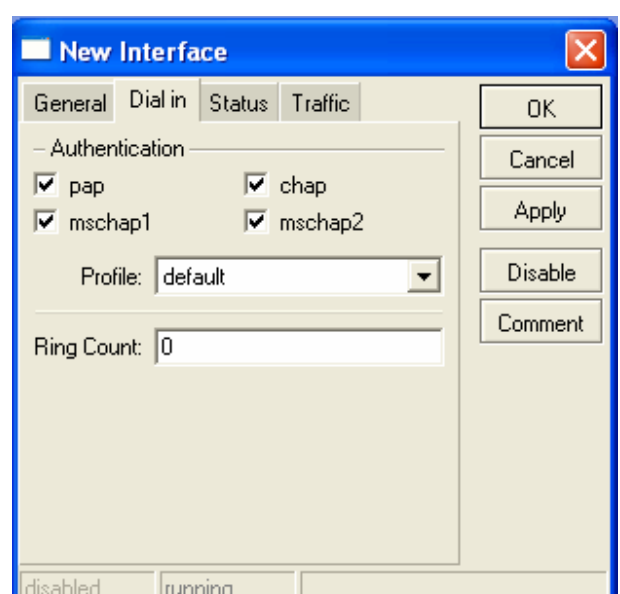 New Interface
General Dial in Status Traffic
OK
Authentication
Cancel
pap chap
mschap1 mschap2
Apply
Profile: default
Disable
Comment
Ring Count: 0
disabled running